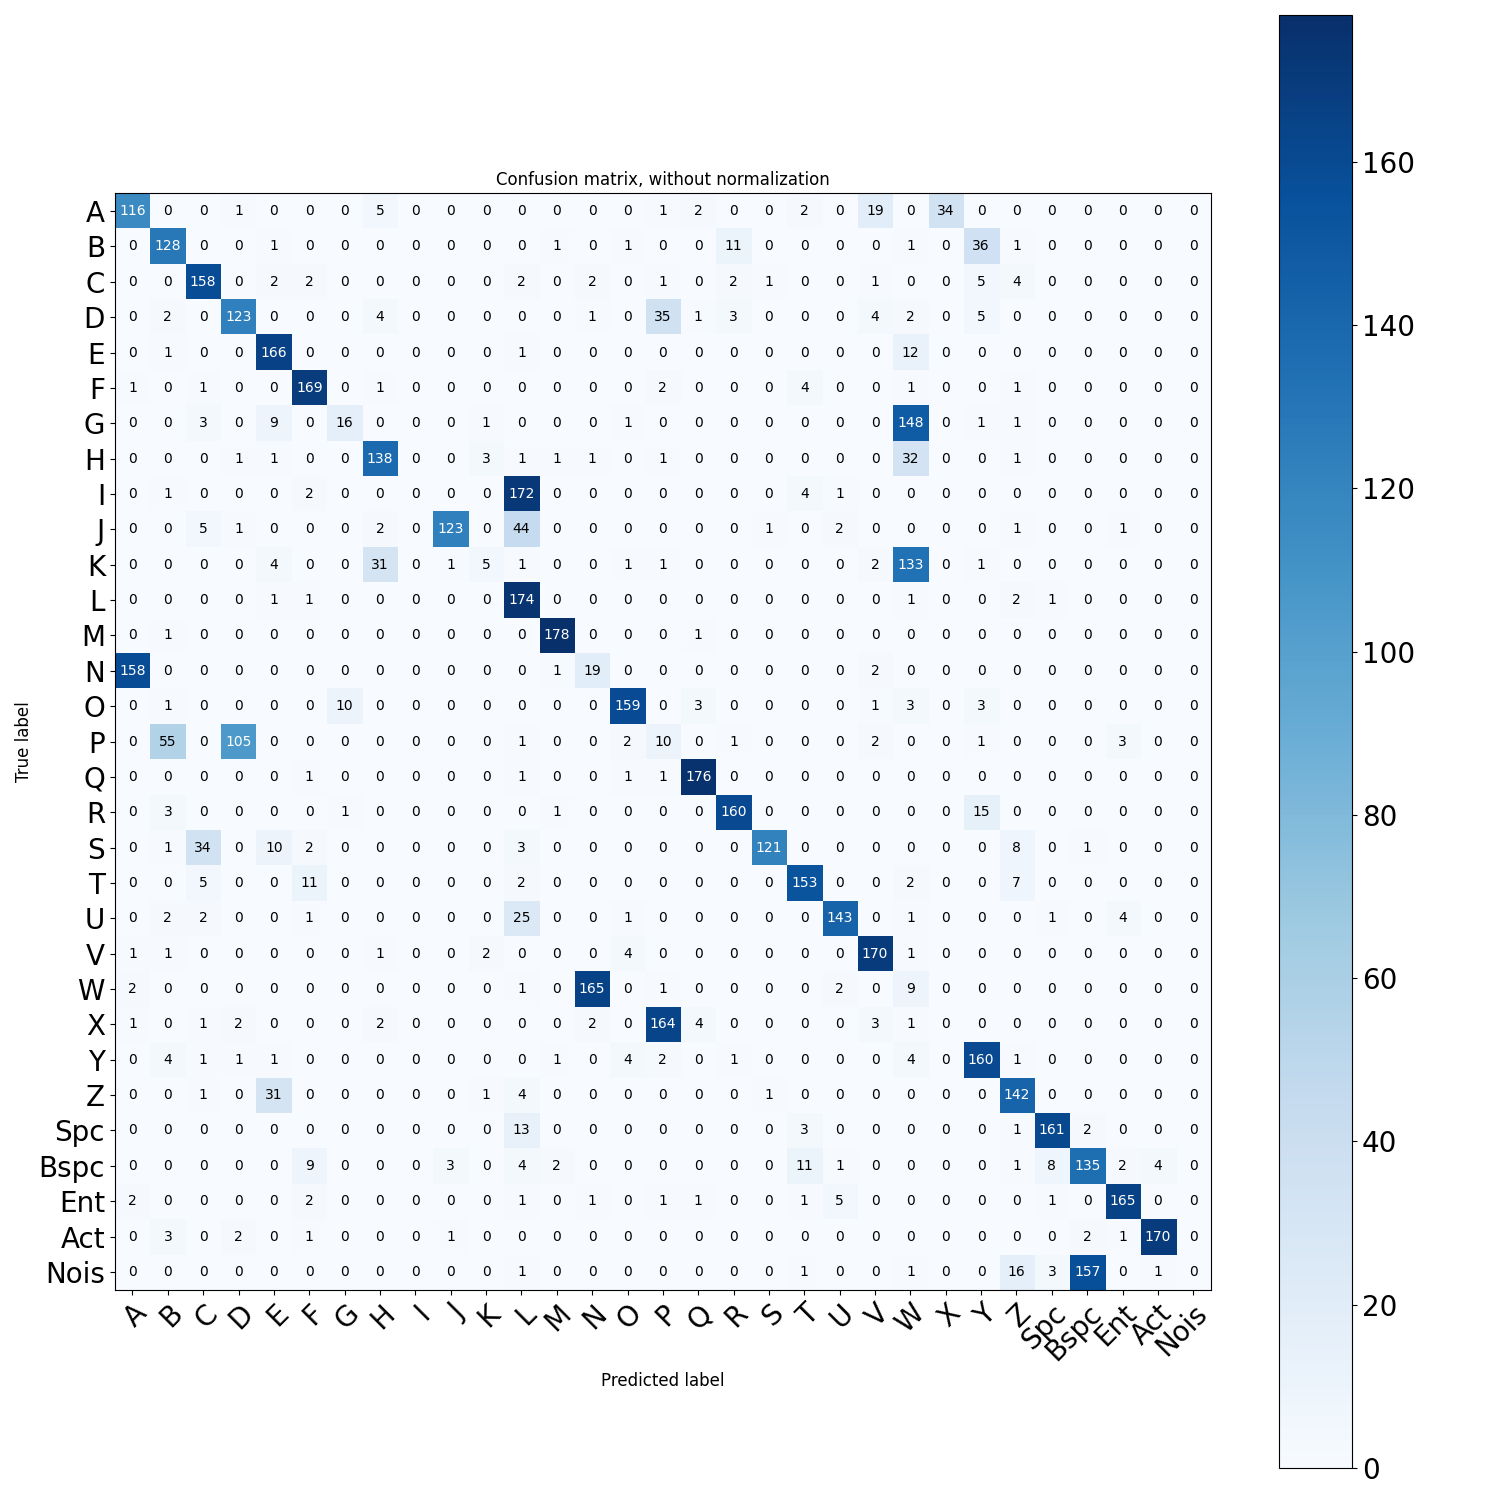 Confusion matrix, without normalization
A 116 0 0 1 0 0 0 5 0 0 0 0 0 0 0 1 2 0 0 2 0 19 0 34 0 0 0 0 0 0 0
B 0 128 0 0 1 0 0 0 0 0 0 0 1 0 1 0 0 11 0 0 0 0 1 0 36 1 0 0 0 0 0
C 0 0 158 0 2 2 0 0 0 0 0 2 0 2 0 1 0 2 1 0 0 1 0 0 5 4 0 0 0 0 0
D 0 2 0 123 0 0 0 4 0 0 0 0 0 1 0 35 1 3 0 0 0 4 2 0 5 0 0 0 0 0 0
E 0 1 0 0 166 0 0 0 0 0 0 1 0 0 0 0 0 0 0 0 0 0 12 0 0 0 0 0 0 0 0
F 1 0 1 0 0 169 0 1 0 0 0 0 0 0 0 2 0 0 0 4 0 0 1 0 0 1 0 0 0 0 0
G 0 0 3 0 9 0 16 0 0 0 1 0 0 0 1 0 0 0 0 0 0 0 148 0 1 1 0 0 0 0 0
H 0 0 0 1 1 0 0 138 0 0 3 1 1 1 0 1 0 0 0 0 0 0 32 0 0 1 0 0 0 0 0
I 0 1 0 0 0 2 0 0 0 0 0 172 0 0 0 0 0 0 0 4 1 0 0 0 0 0 0 0 0 0 0
J 0 0 5 1 0 0 0 2 0 123 0 44 0 0 0 0 0 0 1 0 2 0 0 0 0 1 0 0 1 0 0
K 0 0 0 0 4 0 0 31 0 1 5 1 0 0 1 1 0 0 0 0 0 2 133 0 1 0 0 0 0 0 0
L 0 0 0 0 1 1 0 0 0 0 0 174 0 0 0 0 0 0 0 0 0 0 1 0 0 2 1 0 0 0 0
M 0 1 0 0 0 0 0 0 0 0 0 0 178 0 0 0 1 0 0 0 0 0 0 0 0 0 0 0 0 0 0
N 158 0 0 0 0 0 0 0 0 0 0 0 1 19 0 0 0 0 0 0 0 2 0 0 0 0 0 0 0 0 0
O 0 1 0 0 0 0 10 0 0 0 0 0 0 0 159 0 3 0 0 0 0 1 3 0 3 0 0 0 0 0 0
P 0 55 0 105 0 0 0 0 0 0 0 1 0 0 2 10 0 1 0 0 0 2 0 0 1 0 0 0 3 0 0
Q 0 0 0 0 0 1 0 0 0 0 0 1 0 0 1 1 176 0 0 0 0 0 0 0 0 0 0 0 0 0 0
R 0 3 0 0 0 0 1 0 0 0 0 0 1 0 0 0 0 160 0 0 0 0 0 0 15 0 0 0 0 0 0
S 0 1 34 0 10 2 0 0 0 0 0 3 0 0 0 0 0 0 121 0 0 0 0 0 0 8 0 1 0 0 0
T 0 0 5 0 0 11 0 0 0 0 0 2 0 0 0 0 0 0 0 153 0 0 2 0 0 7 0 0 0 0 0
U 0 2 2 0 0 1 0 0 0 0 0 25 0 0 1 0 0 0 0 0 143 0 1 0 0 0 1 0 4 0 0
V 1 1 0 0 0 0 0 1 0 0 2 0 0 0 4 0 0 0 0 0 0 170 1 0 0 0 0 0 0 0 0
W 2 0 0 0 0 0 0 0 0 0 0 1 0 165 0 1 0 0 0 0 2 0 9 0 0 0 0 0 0 0 0
X 1 0 1 2 0 0 0 2 0 0 0 0 0 2 0 164 4 0 0 0 0 3 1 0 0 0 0 0 0 0 0
Y 0 4 1 1 1 0 0 0 0 0 0 0 1 0 4 2 0 1 0 0 0 0 4 0 160 1 0 0 0 0 0
Z 0 0 1 0 31 0 0 0 0 0 1 4 0 0 0 0 0 0 1 0 0 0 0 0 0 142 0 0 0 0 0
Spc 0 0 0 0 0 0 0 0 0 0 0 13 0 0 0 0 0 0 0 3 0 0 0 0 0 1 161 2 0 0 0
Bspc 0 0 0 0 0 9 0 0 0 3 0 4 2 0 0 0 0 0 0 11 1 0 0 0 0 1 8 135 2 4 0
Ent 2 0 0 0 0 2 0 0 0 0 0 1 0 1 0 1 1 0 0 1 5 0 0 0 0 0 1 0 165 0 0
Act 0 3 0 2 0 1 0 0 0 1 0 0 0 0 0 0 0 0 0 0 0 0 0 0 0 0 0 2 1 170 0
Nois 0 0 0 0 0 0 0 0 0 0 0 1 0 0 0 0 0 0 0 1 0 0 1 0 0 16 3 157 0 1 0
A B C D E F G H I J K L M N O P Q R S T U V W X Y Z Spc Bspc Ent Act Nois
Predicted label
True label
160
140
120
100
80
60
40
20
0